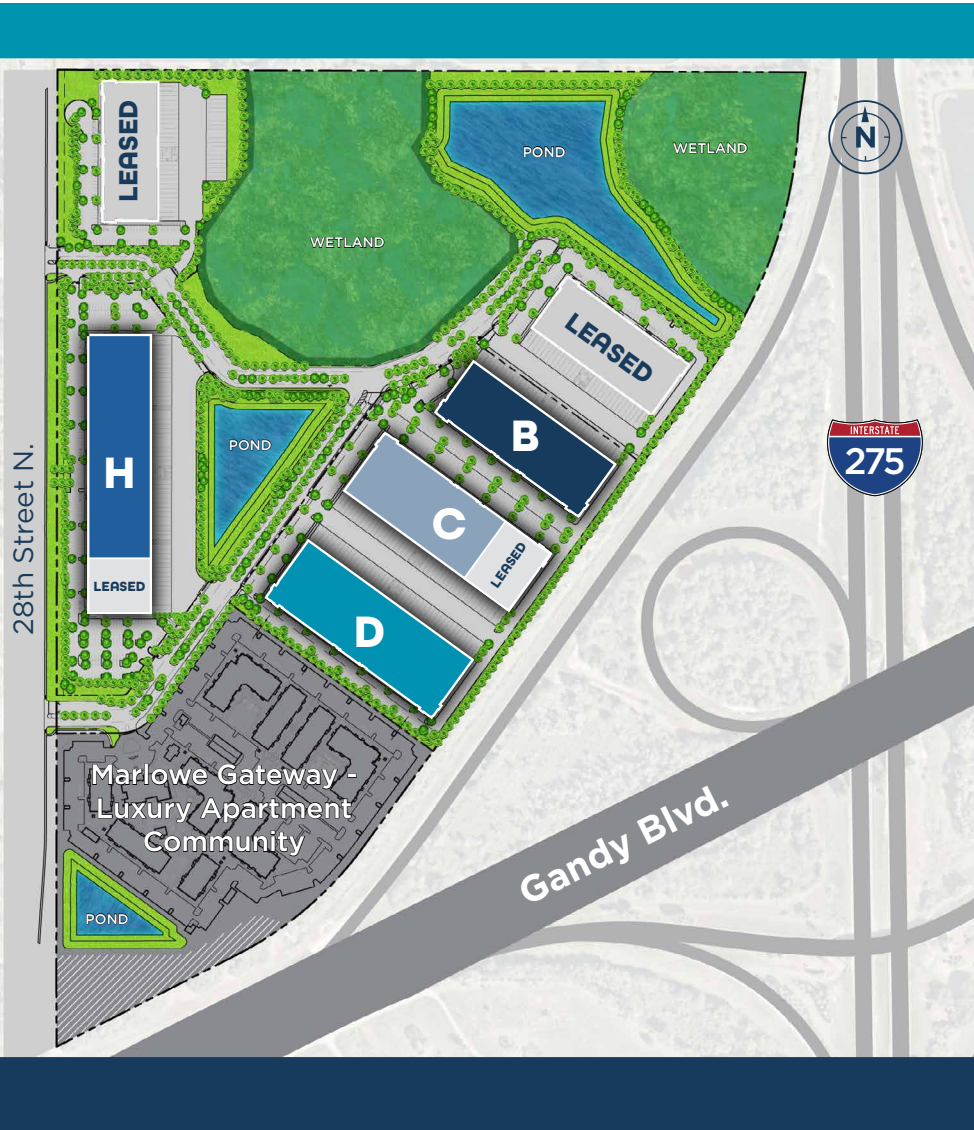 LEASED
POND
WETLAND
N
WETLAND
LEASED
B
INTERSTATE
275
H
POND
C
LEASED
28th Street N.
LEASED
D
Marlowe Gateway -
Luxury Apartment
Community
Gandy Blvd.
POND